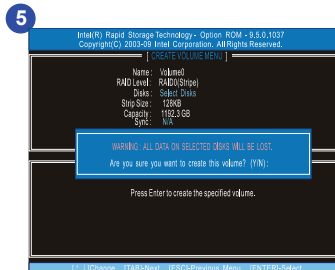 5
Intel(R) Rapid Storage Technology - Option ROM - 9.5.0.1037
Copyright(C) 2003-09 Intel Corporation. All Rights Reserved.
[ CREATE VOLUME MENU ]
Name : Volume0
RAID Level : RAID0(Stripe)
Disks : Select Disks
Strip Size : 128KB
Capacity : 1192.3 GB
Sync : N/A
WARNING : ALL DATA ON SELECTED DISKS WILL BE LOST.
Are you sure you want to create this volume? (Y/N) :
Press Enter to create the specified volume.
[ ]Change [TAB]-Next [ESC]-Previous Menu [ENTER]-Select